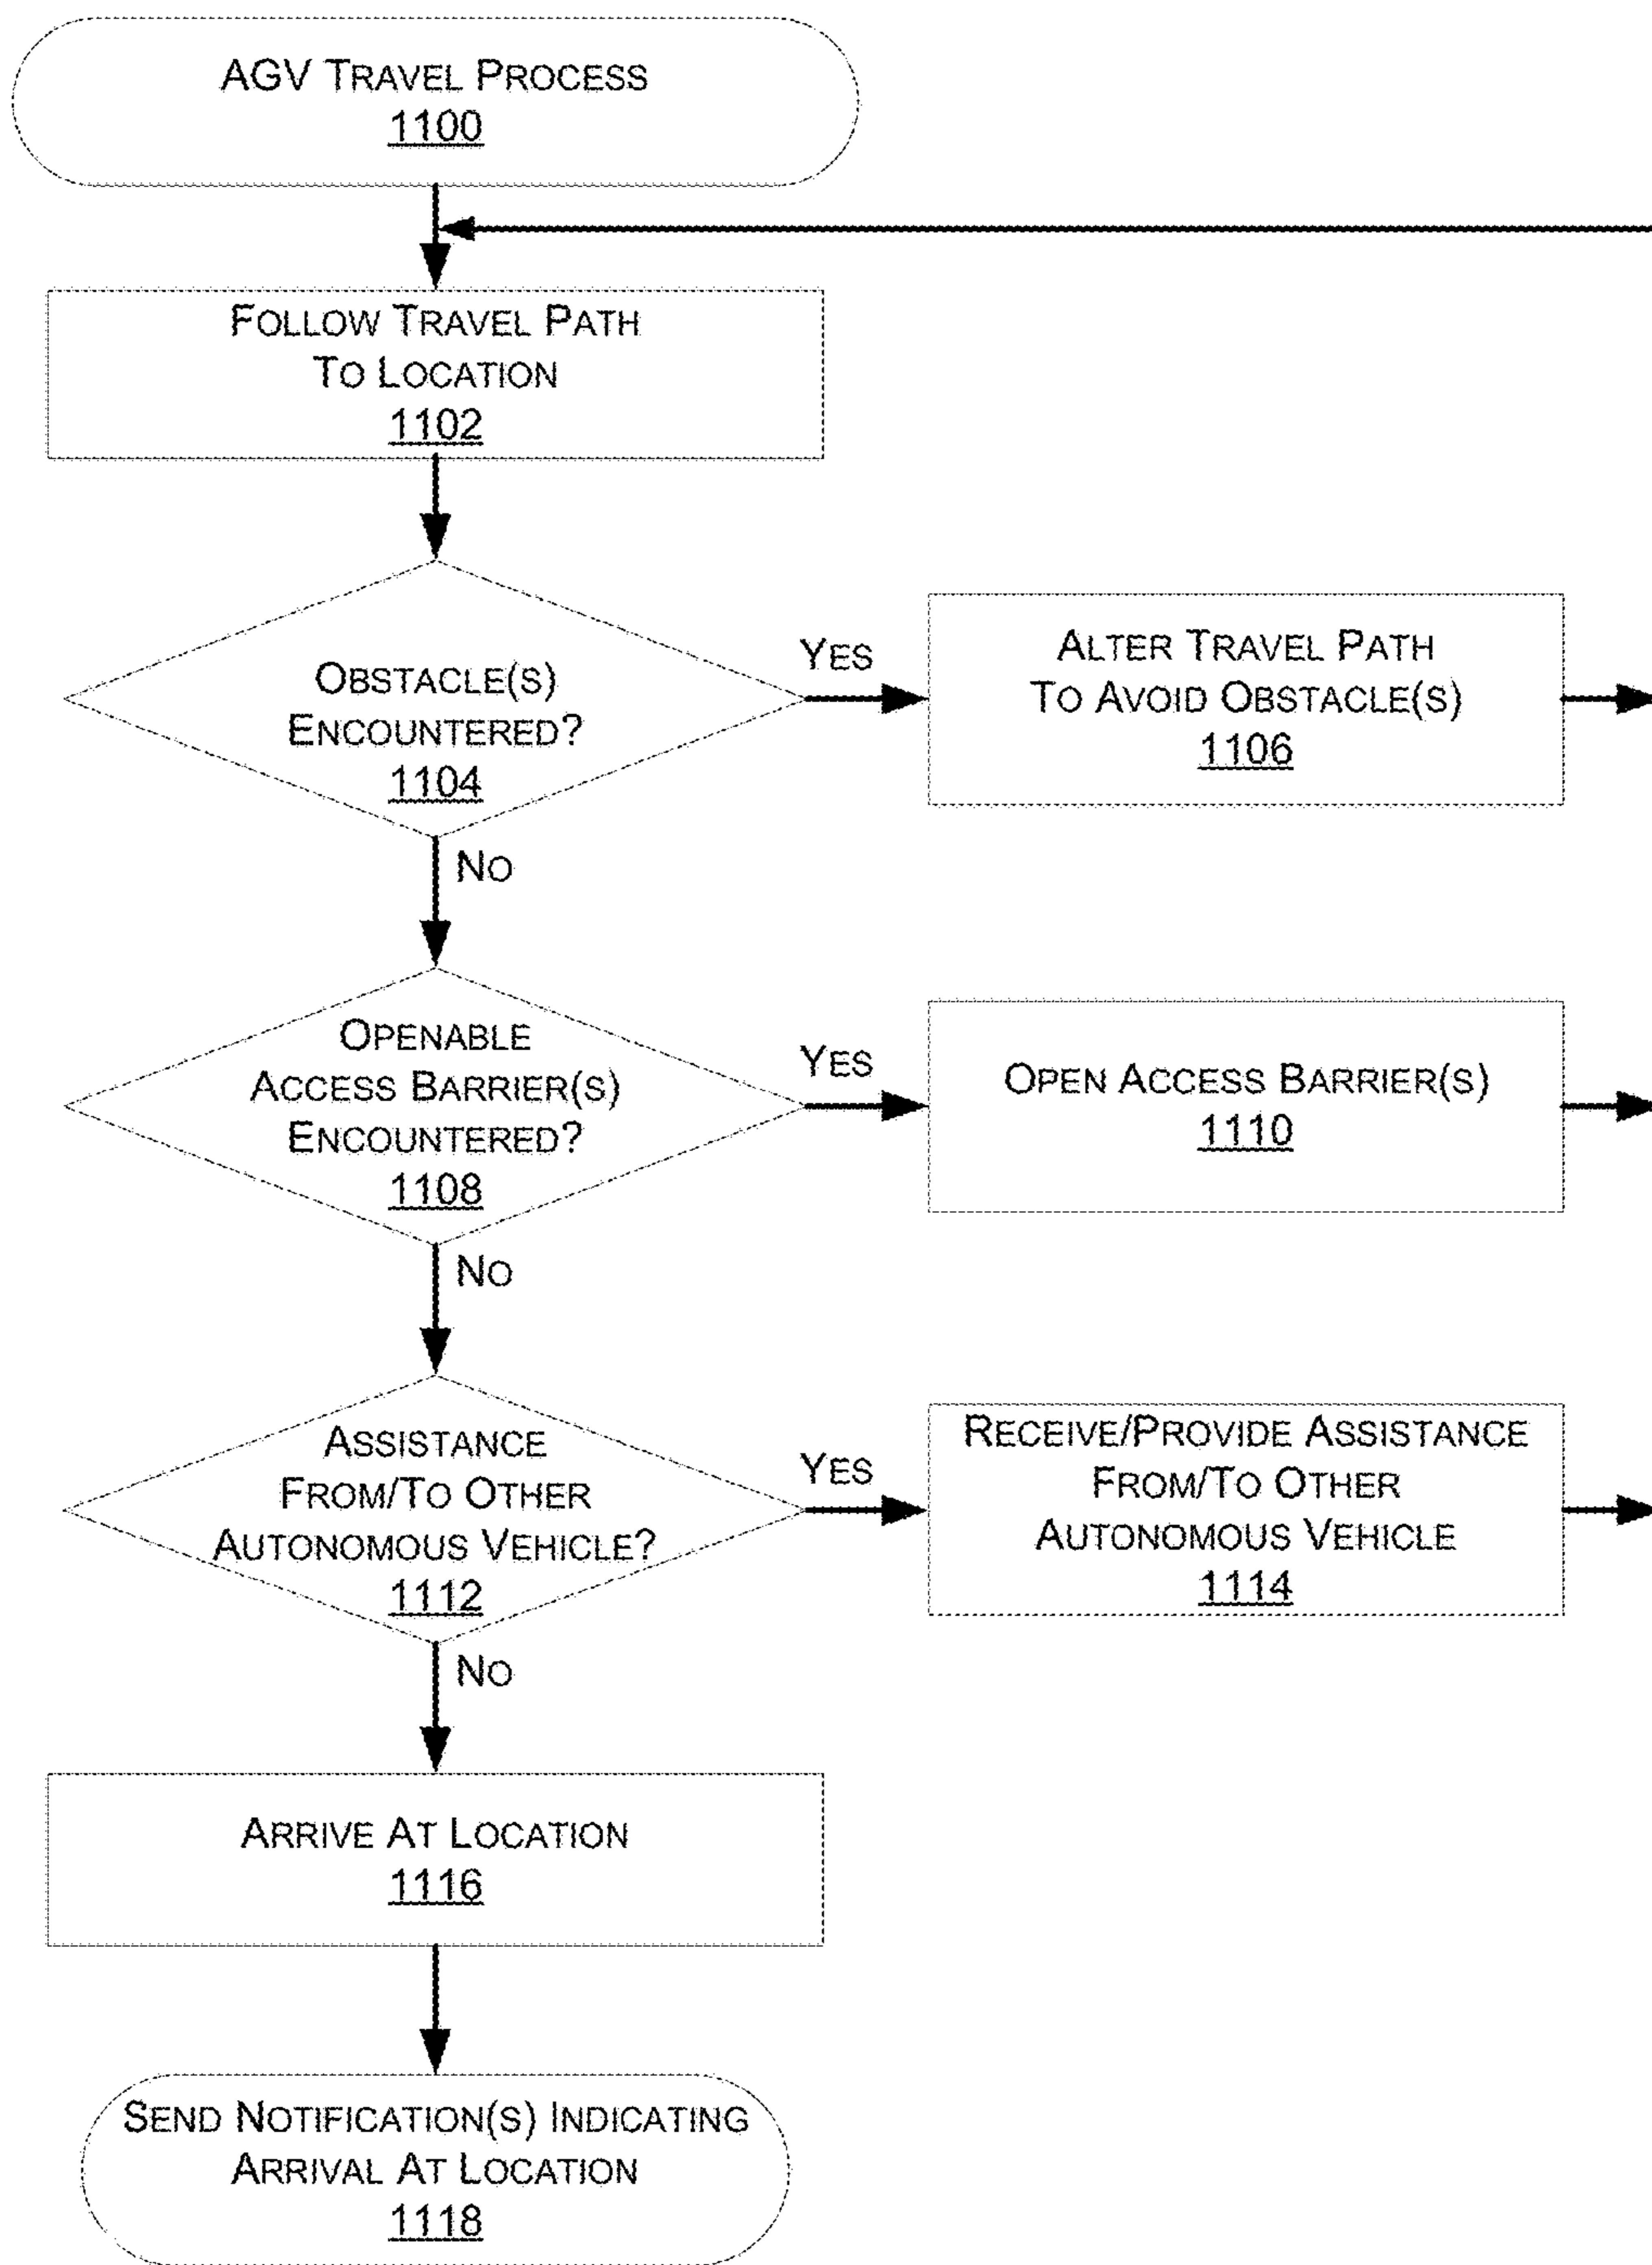 AGV TRAVEL PROCESS
1100
FOLLOW TRAVEL PATH
TO LOCATION
1102
OBSTACLE(S)
ENCOUNTERED?
1104
YES
ALTER TRAVEL PATH
TO AVOID OBSTACLE(S)
1106
NO
OPENABLE
ACCESS BARRIER(S)
ENCOUNTERED?
1108
YES
OPEN ACCESS BARRIER(S)
1110
NO
ASSISTANCE
FROM/TO OTHER
AUTONOMOUS VEHICLE?
1112
YES
RECEIVE/PROVIDE ASSISTANCE
FROM/TO OTHER
AUTONOMOUS VEHICLE
1114
NO
ARRIVE AT LOCATION
1116
SEND NOTIFICATION(S) INDICATING
ARRIVAL AT LOCATION
1118